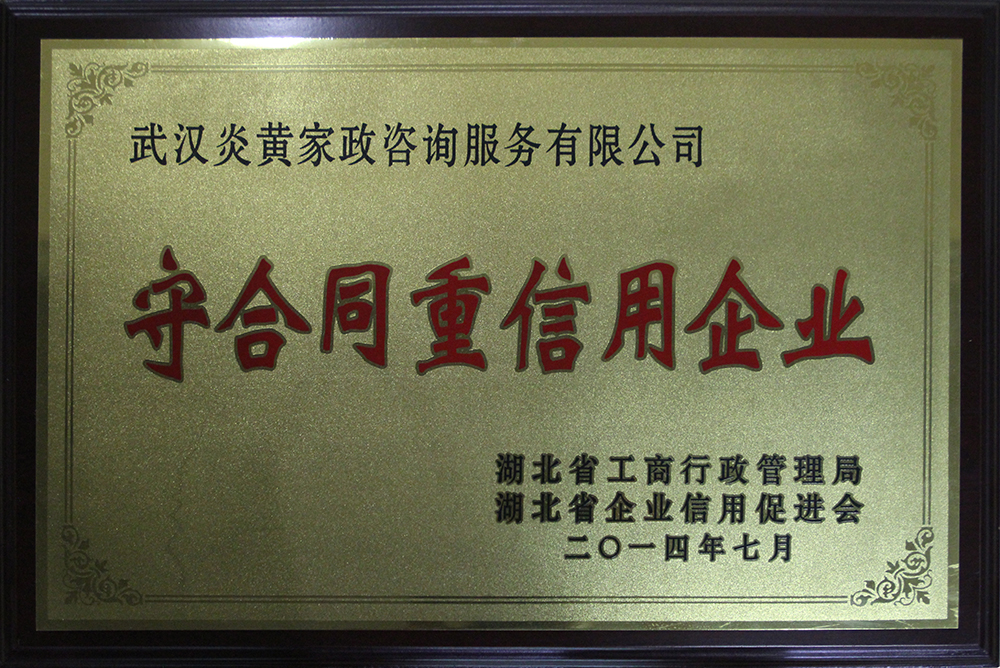 武汉炎黄家政咨询服务有限公司
守合同重信用企业
湖北省工商行政管理局
湖北省企业信用促进会
二〇一四年七月